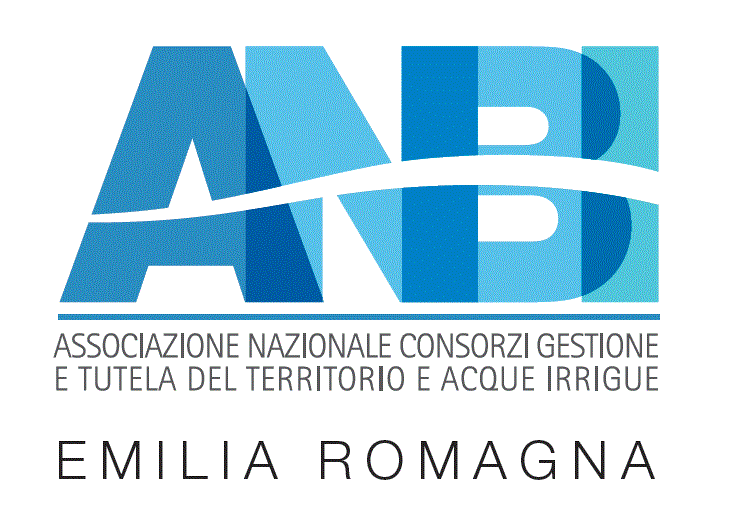 ANBI
ASSOCIAZIONE NAZIONALE CONSORZI GESTIONE
E TUTELA DEL TERRITORIO E ACQUE IRRIGUE
EMILIA ROMAGNA